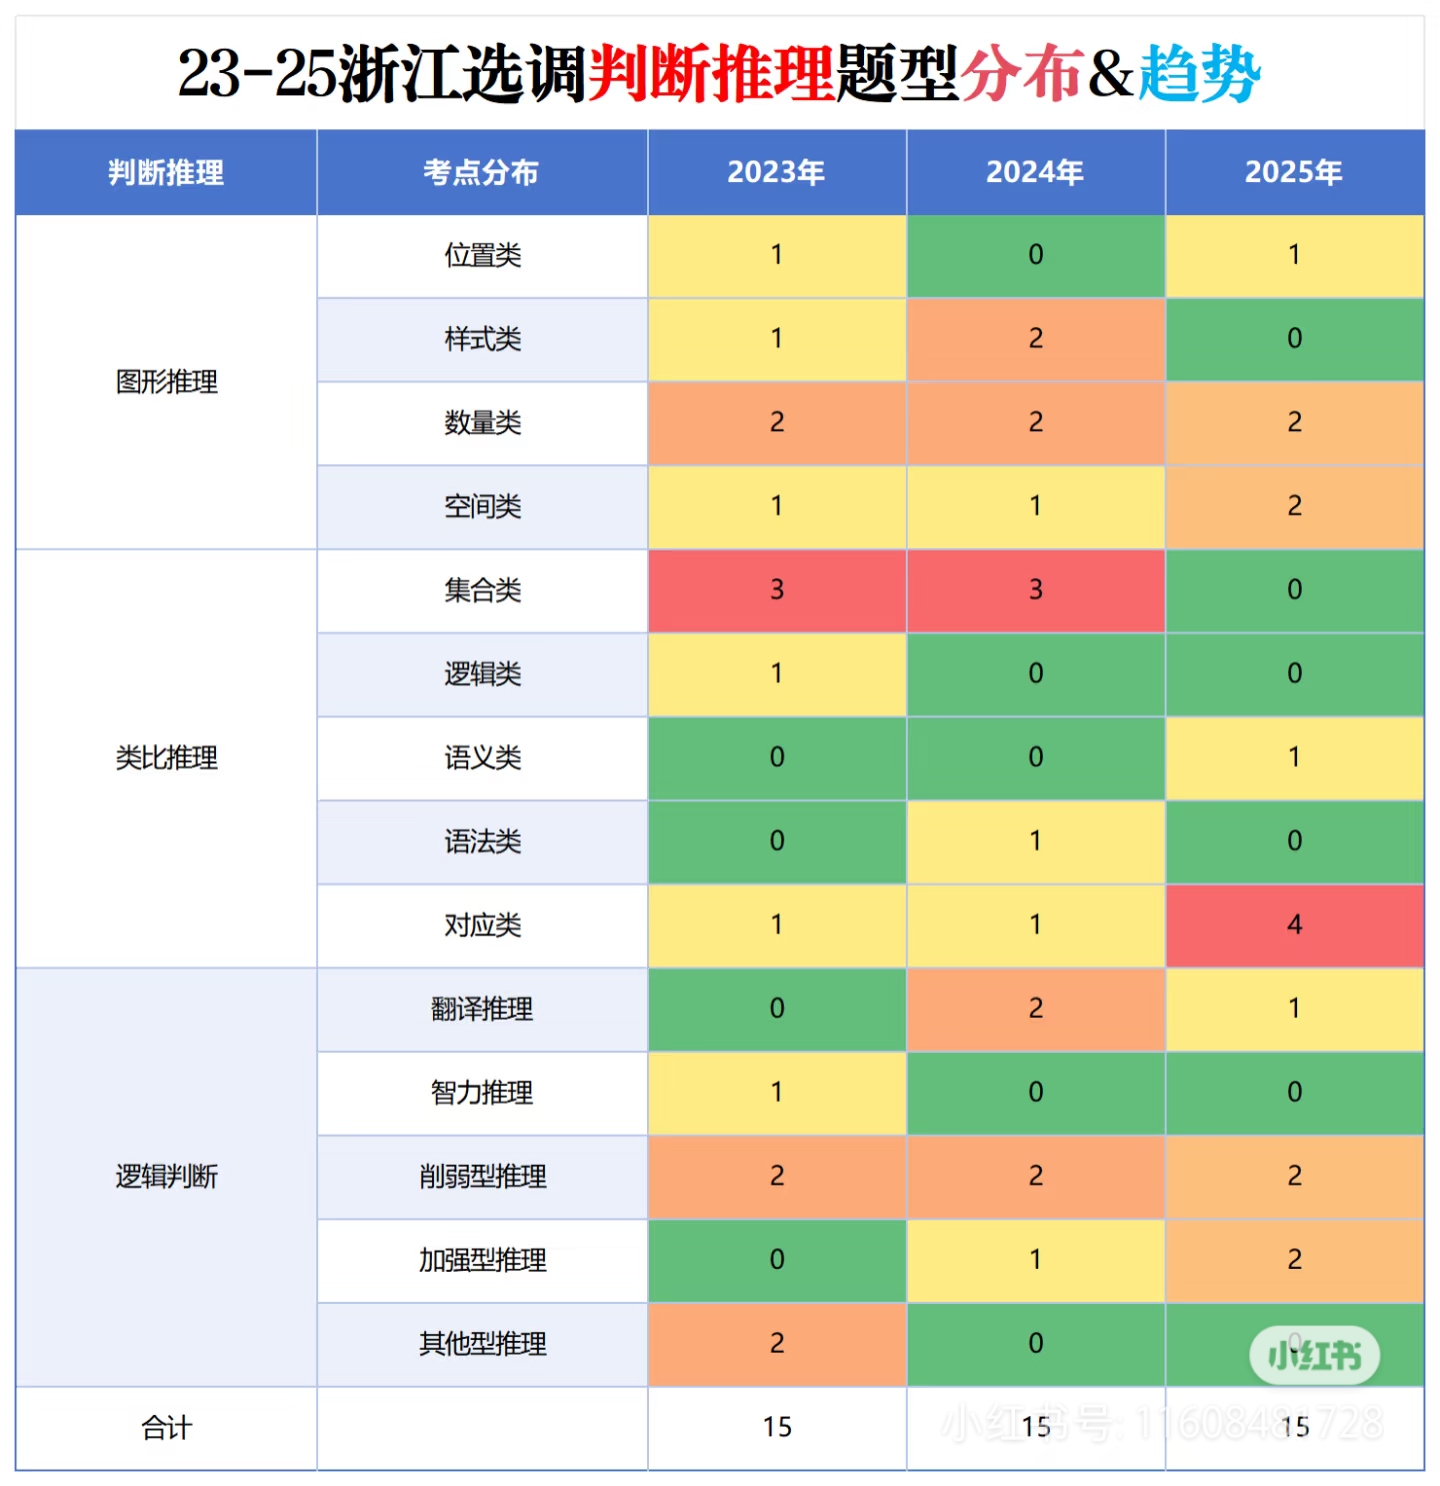 23-25浙江选调判断推理题型分布&趋势
判断推理 考点分布 2023年 2024年 2025年
图形推理 位置类 1 0 1
样式类 1 2 0
数量类 2 2 2
空间类 1 1 2
类比推理 集合类 3 3 0
逻辑类 1 0 0
语义类 0 0 1
语法类 0 1 0
对应类 1 1 4
逻辑判断 翻译推理 0 2 1
智力推理 1 0 0
削弱型推理 2 2 2
加强型推理 0 1 2
其他型推理 2 0 0
小红书
合计 15 15 15
小红书号: 11608481728